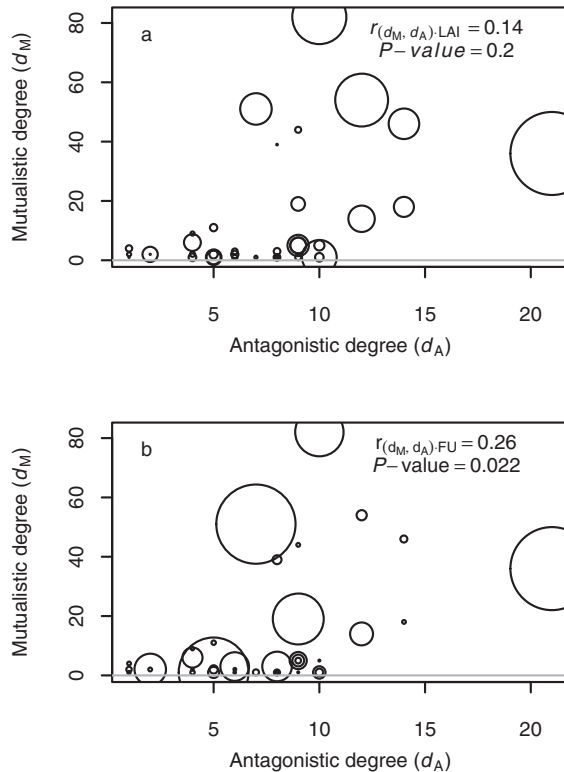 a
r(dM, dA)·LAI = 0.14
P−value = 0.2
80
60
40
20
0
Mutualistic degree (dM)
5 10 15 20
Antagonistic degree (dA)
b
r(dM, dA)·FU = 0.26
P−value = 0.022
80
60
40
20
0
Mutualistic degree (dM)
5 10 15 20
Antagonistic degree (dA)